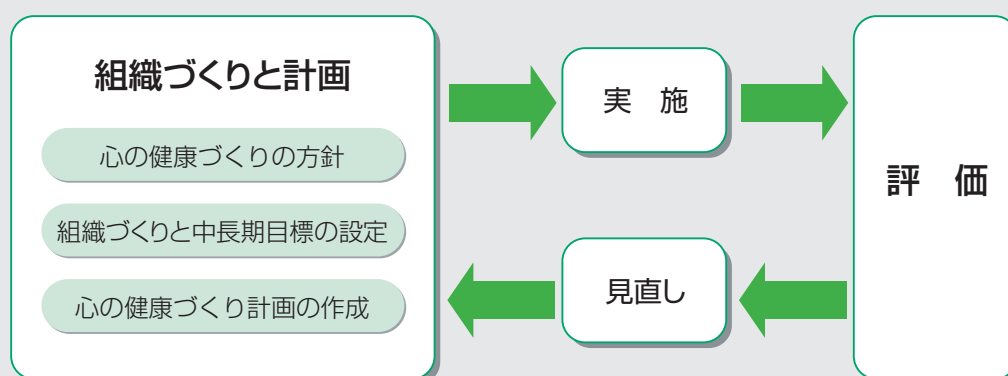 組織づくりと計画
心の健康づくりの方針
組織づくりと中長期目標の設定
心の健康づくり計画の作成
実　施
評　価
見直し